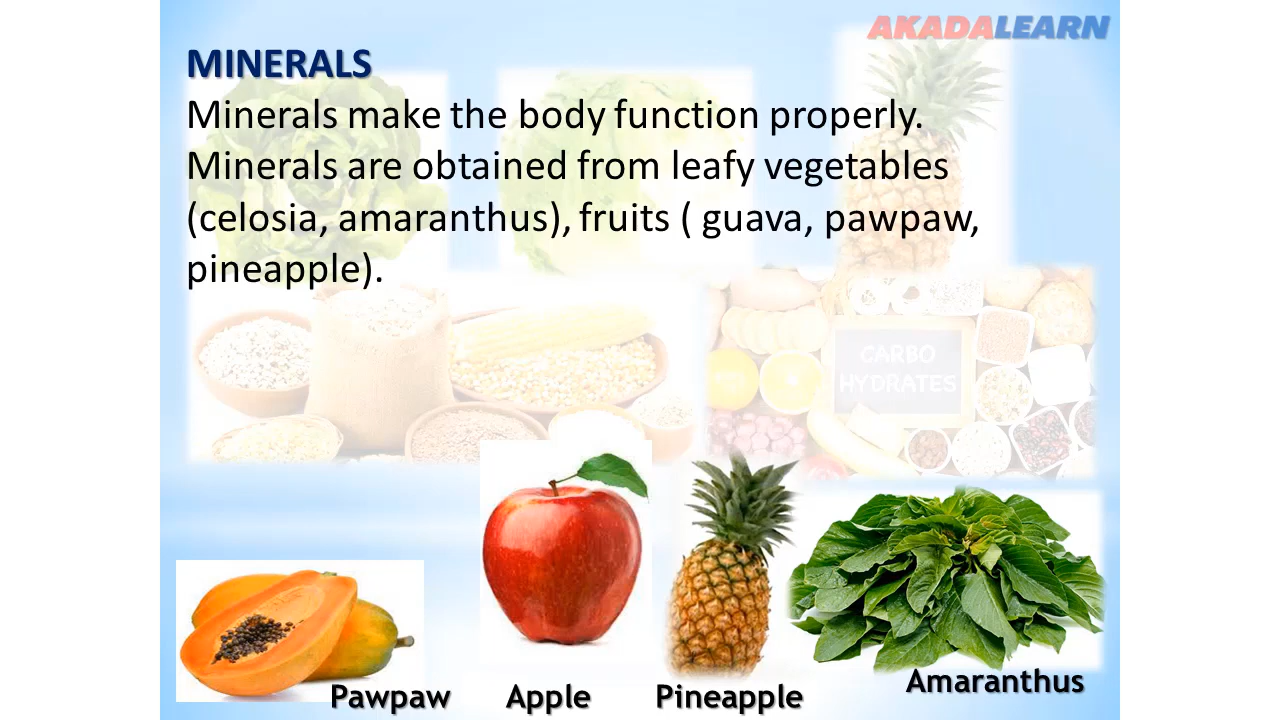 AKADALEARN
MINERALS
Minerals make the body function properly.
Minerals are obtained from leafy vegetables
(celosia, amaranthus), fruits ( guava, pawpaw,
pineapple).
CARBO
HYDRATES
Pawpaw
Apple
Pineapple
Amaranthus